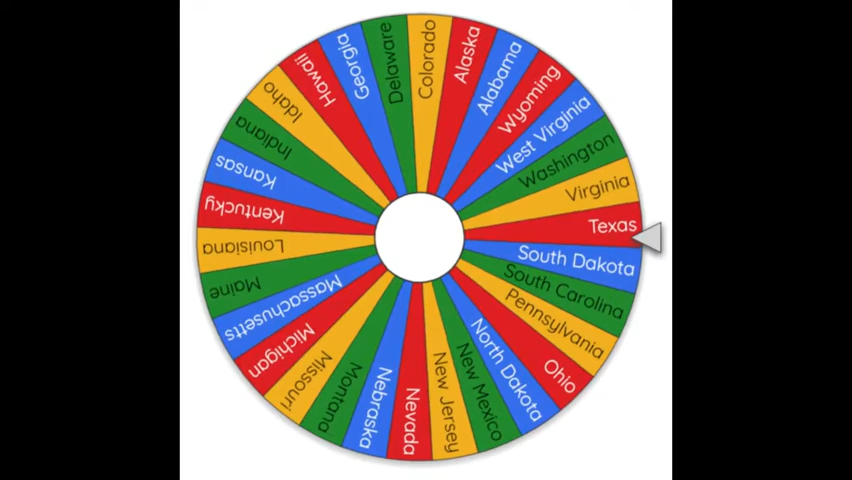 Colorado
Alaska
Alabama
Wyoming
West Virginia
Washington
Virginia
Texas
South Dakota
South Carolina
Pennsylvania
Ohio
North Dakota
New Mexico
New Jersey
Nevada
Nebraska
Montana
Missouri
Michigan
Massachusetts
Maine
Louisiana
Kentucky
Kansas
Indiana
Idaho
Hawaii
Georgia
Delaware